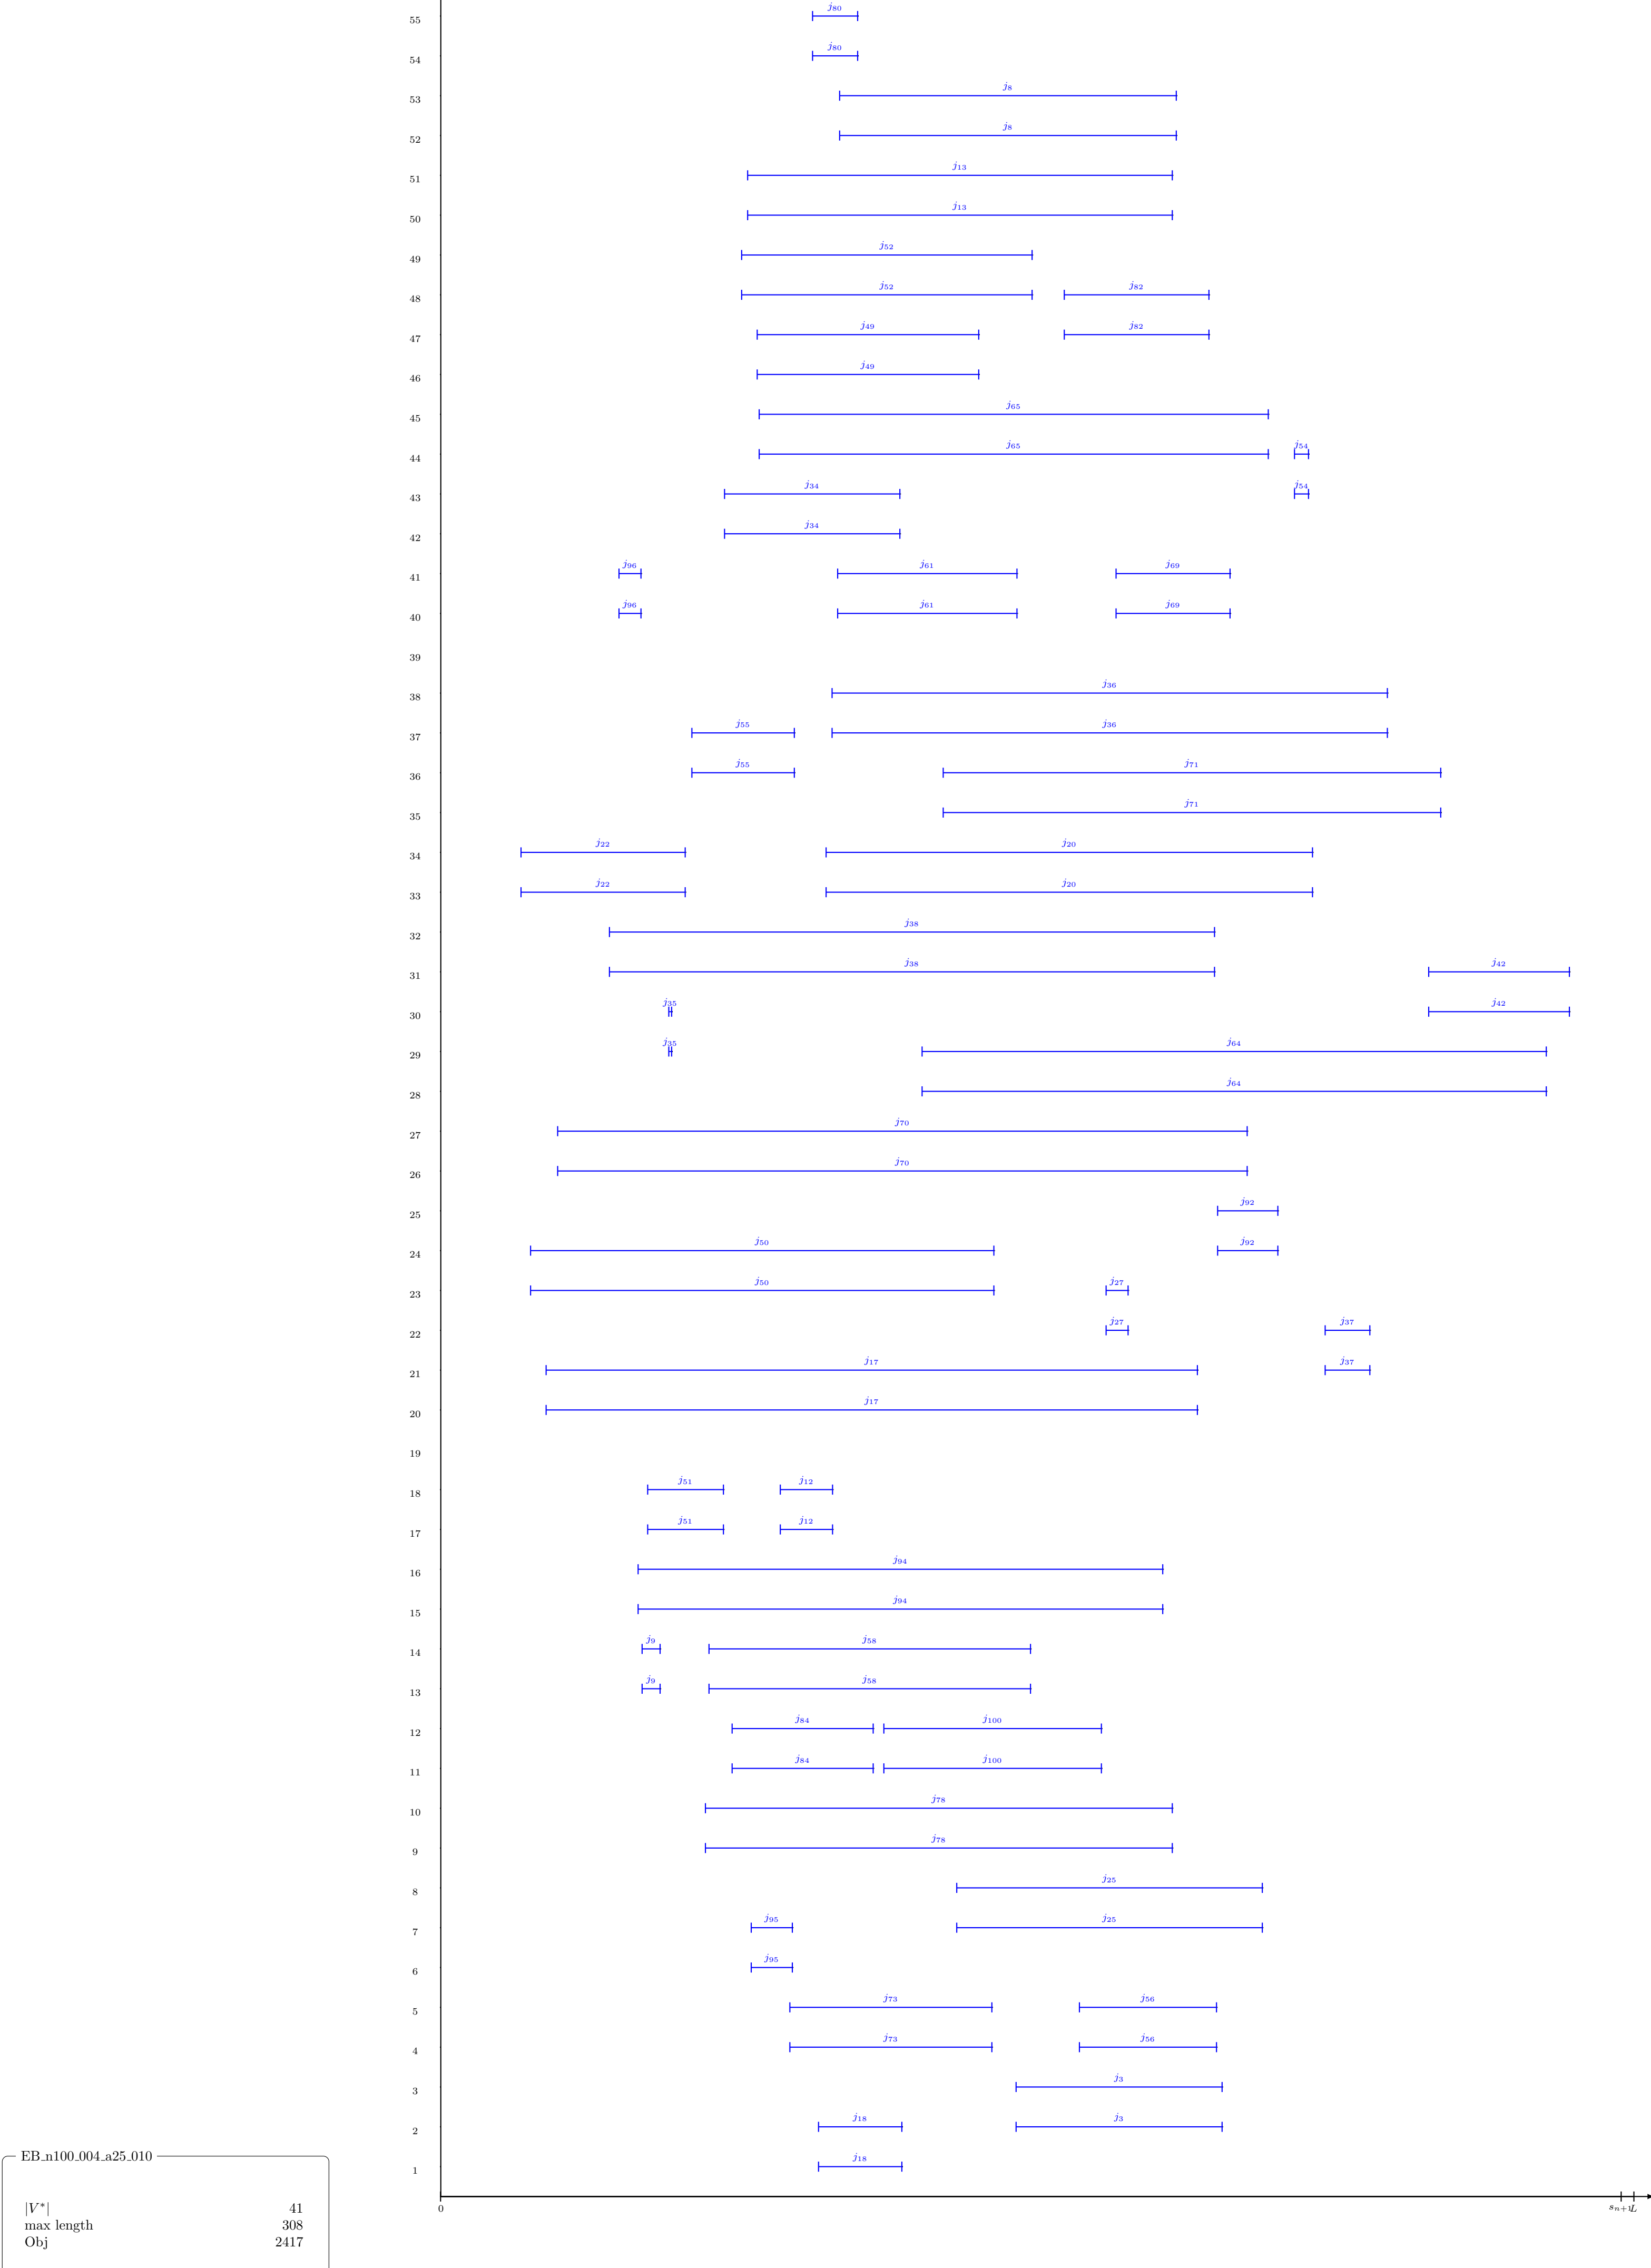 55 j80
54 j80
53 j8
52 j8
51 j13
50 j13
49 j52
48 j52 j82
47 j49 j82
46 j49
45 j65
44 j65 j54
43 j34 j54
42 j34
41 j96 j61 j69
40 j96 j61 j69
39
38 j36
37 j55 j36
36 j55 j71
35 j71
34 j22 j20
33 j22 j20
32 j38
31 j38 j42
30 j35 j42
29 j35 j64
28 j64
27 j70
26 j70
25 j92
24 j50 j92
23 j50 j27
22 j27 j37
21 j17 j37
20 j17
19
18 j51 j12
17 j51 j12
16 j94
15 j94
14 j9 j58
13 j9 j58
12 j84 j100
11 j84 j100
10 j78
9 j78
8 j25
7 j95 j25
6 j95
5 j73 j56
4 j73 j56
3 j3
2 j18 j3
1 j18
0 sn+1 L
EB_n100_004_a25_010
|V*| 41
max length 308
Obj 2417